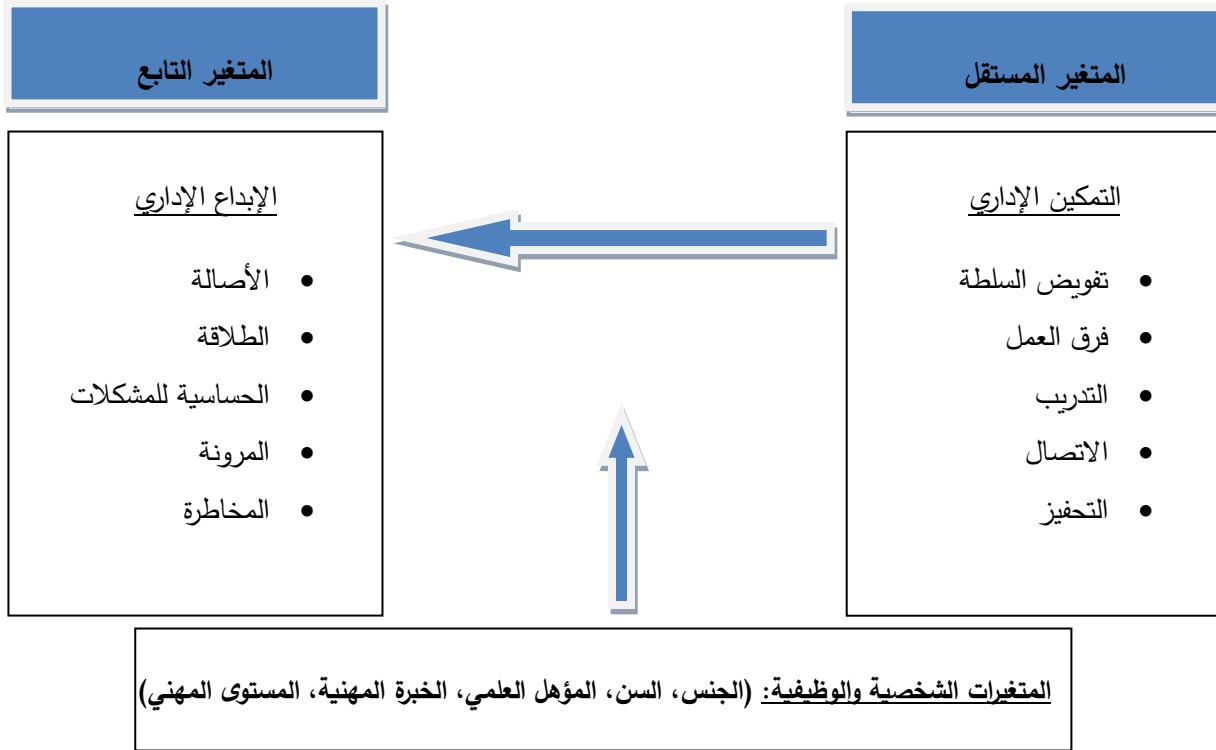 المتغير المستقل
التمكين الإداري
• تفويض السلطة
• فرق العمل
• التدريب
• الاتصال
• التحفيز
المتغير التابع
الإبداع الإداري
• الأصالة
• الطلاقة
• الحساسية للمشكلات
• المرونة
• المخاطرة
المتغيرات الشخصية والوظيفية: (الجنس، السن، المؤهل العلمي، الخبرة المهنية، المستوى المهني)